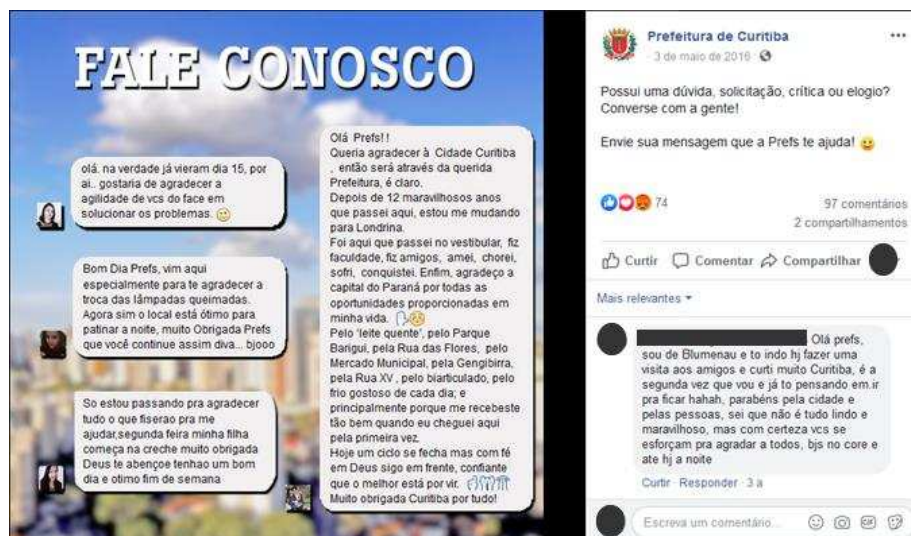 FALE CONOSCO
olá. na verdade já vieram dia 15, por
ai.. gostaria de agradecer a
agilidade de vcs do face em
solucionar os problemas.
Bom Dia Prefs, vim aqui
especialmente para te agradecer a
troca das lâmpadas queimadas.
Agora sim o local está ótimo para
patinar a noite, muito Obrigada Prefs
que você continue assim diva... bjooo
So estou passando pra agradecer
tudo o que fiserao pra me
ajudar,segunda feira minha filha
começa na creche muito obrigada
Deus te abençoe tenhao um bom
dia e otimo fim de semana
Olá Prefs!!
Queria agradecer à Cidade Curitiba
, então será através da querida
Prefeitura, é claro.
Depois de 12 maravilhosos anos
que passei aqui, estou me mudando
para Londrina.
Foi aqui que passei no vestibular, fiz
faculdade, fiz amigos, amei, chorei,
sofri, conquistei. Enfim, agradeço a
capital do Paraná por todas as
oportunidades proporcionadas em
minha vida.
Pelo 'leite quente', pelo Parque
Barigui, pela Rua das Flores, pelo
Mercado Municipal, pela Gengibirra,
pela Rua XV , pelo biarticulado, pelo
frio gostoso de cada dia; e
principalmente porque me recebeste
tão bem quando eu cheguei aqui
pela primeira vez.
Hoje um ciclo se fecha mas com fé
em Deus sigo em frente, confiante
que o melhor está por vir.
Muito obrigada Curitiba por tudo!
Prefeitura de Curitiba
3 de maio de 2016
Possui uma dúvida, solicitação, crítica ou elogio?
Converse com a gente!
Envie sua mensagem que a Prefs te ajuda!
74
97 comentários
2 compartilhamentos
Curtir Comentar Compartilhar
Mais relevantes
Olá prefs,
sou de Blumenau e to indo hj fazer uma
visita aos amigos e curti muito Curitiba, é a
segunda vez que vou e já to pensando em.ir
pra ficar hahah, parabéns pela cidade e
pelas pessoas, sei que não é tudo lindo e
maravilhoso, mas com certeza vcs se
esforçam pra agradar a todos, bjs no core e
ate hj a noite
Curtir · Responder · 3 a
Escreva um comentário...
GIF